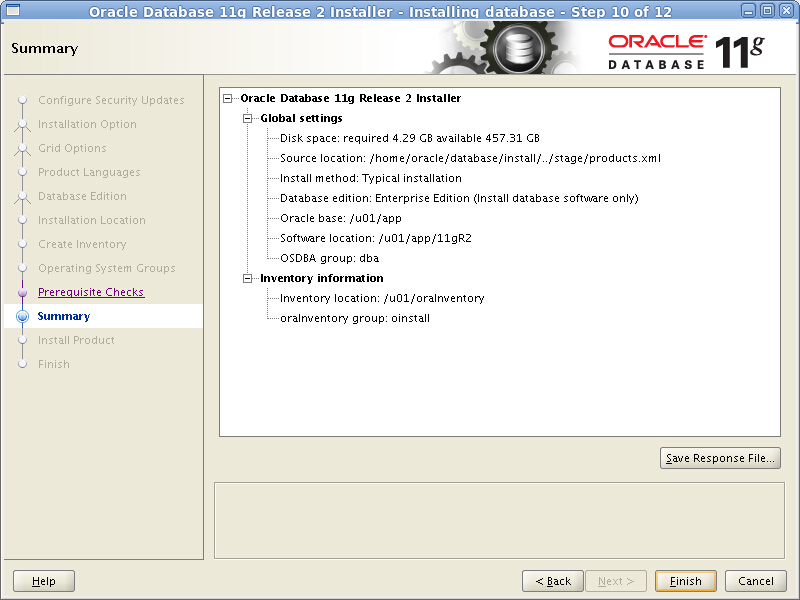 Oracle Database 11g Release 2 Installer - Installing database - Step 10 of 12
Summary
ORACLE DATABASE 11g
Configure Security Updates
Installation Option
Grid Options
Product Languages
Database Edition
Installation Location
Create Inventory
Operating System Groups
Prerequisite Checks
Summary
Install Product
Finish
Oracle Database 11g Release 2 Installer
Global settings
Disk space: required 4.29 GB available 457.31 GB
Source location: /home/oracle/database/install/../stage/products.xml
Install method: Typical installation
Database edition: Enterprise Edition (Install database software only)
Oracle base: /u01/app
Software location: /u01/app/11gR2
OSDBA group: dba
Inventory information
Inventory location: /u01/oraInventory
oraInventory group: oinstall
Save Response File...
Help
< Back
Next >
Finish
Cancel